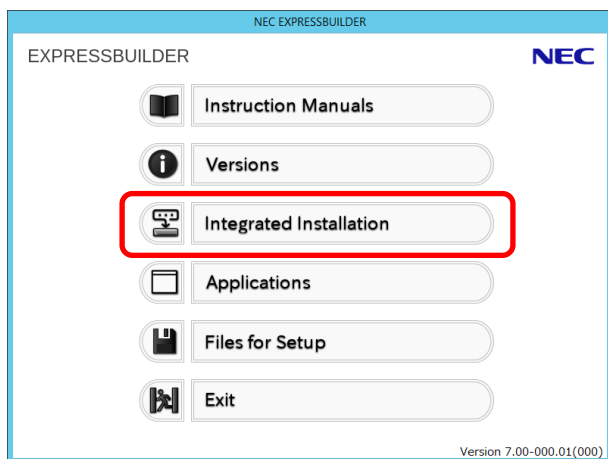 NEC EXPRESSBUILDER
EXPRESSBUILDER
NEC
Instruction Manuals
Versions
Integrated Installation
Applications
Files for Setup
Exit
Version 7.00-000.01(000)